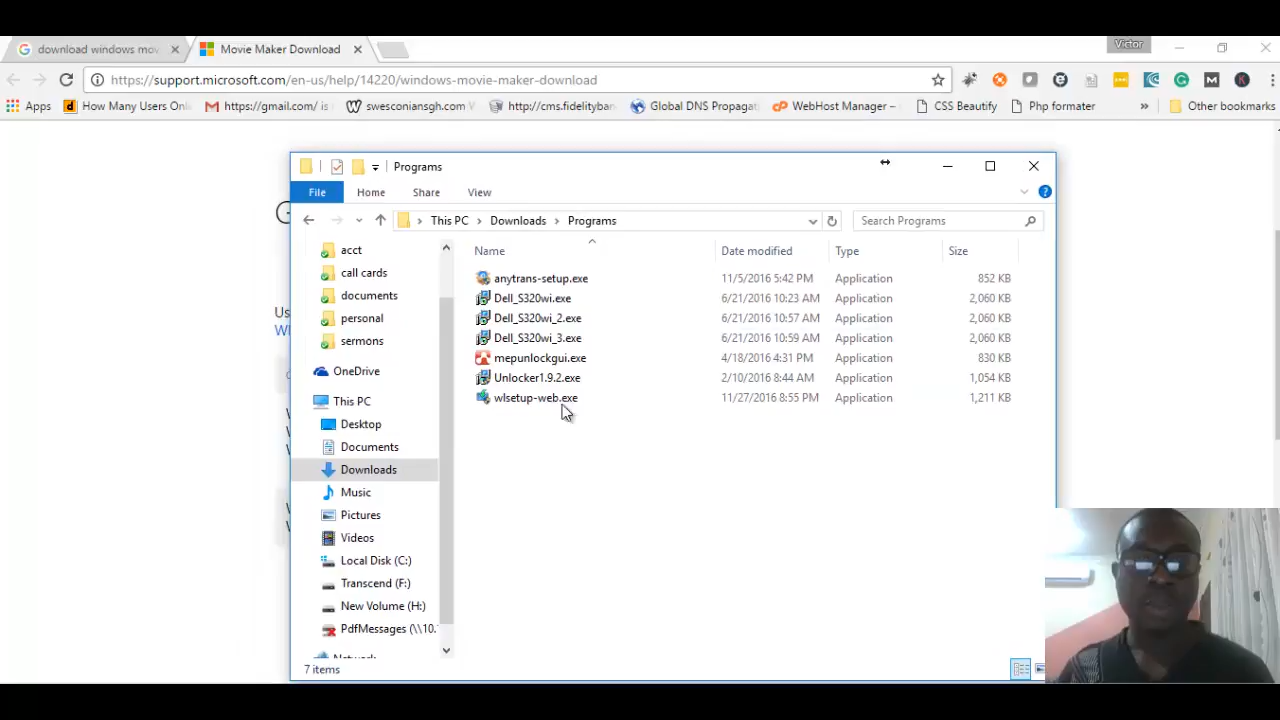 download windows mov
Movie Maker Download
Victor
https://support.microsoft.com/en-us/help/14220/windows-movie-maker-download
Apps
How Many Users Onl
https://gmail.com/ is
swesconiansgh.com
http://cms.fidelityban
Global DNS Propagat
WebHost Manager –
CSS Beautify
Php formater
»
Other bookmarks
Programs
File
Home
Share
View
This PC > Downloads > Programs
Search Programs
Name
Date modified
Type
Size
acct
call cards
documents
personal
sermons
OneDrive
This PC
Desktop
Documents
Downloads
Music
Pictures
Videos
Local Disk (C:)
Transcend (F:)
New Volume (H:)
PdfMessages (\\10.
Network
anytrans-setup.exe 11/5/2016 5:42 PM Application 852 KB
Dell_S320wi.exe 6/21/2016 10:23 AM Application 2,060 KB
Dell_S320wi_2.exe 6/21/2016 10:57 AM Application 2,060 KB
Dell_S320wi_3.exe 6/21/2016 10:59 AM Application 2,060 KB
mepunlockgui.exe 4/18/2016 4:31 PM Application 830 KB
Unlocker1.9.2.exe 2/10/2016 8:44 AM Application 1,054 KB
wlsetup-web.exe 11/27/2016 8:55 PM Application 1,211 KB
7 items